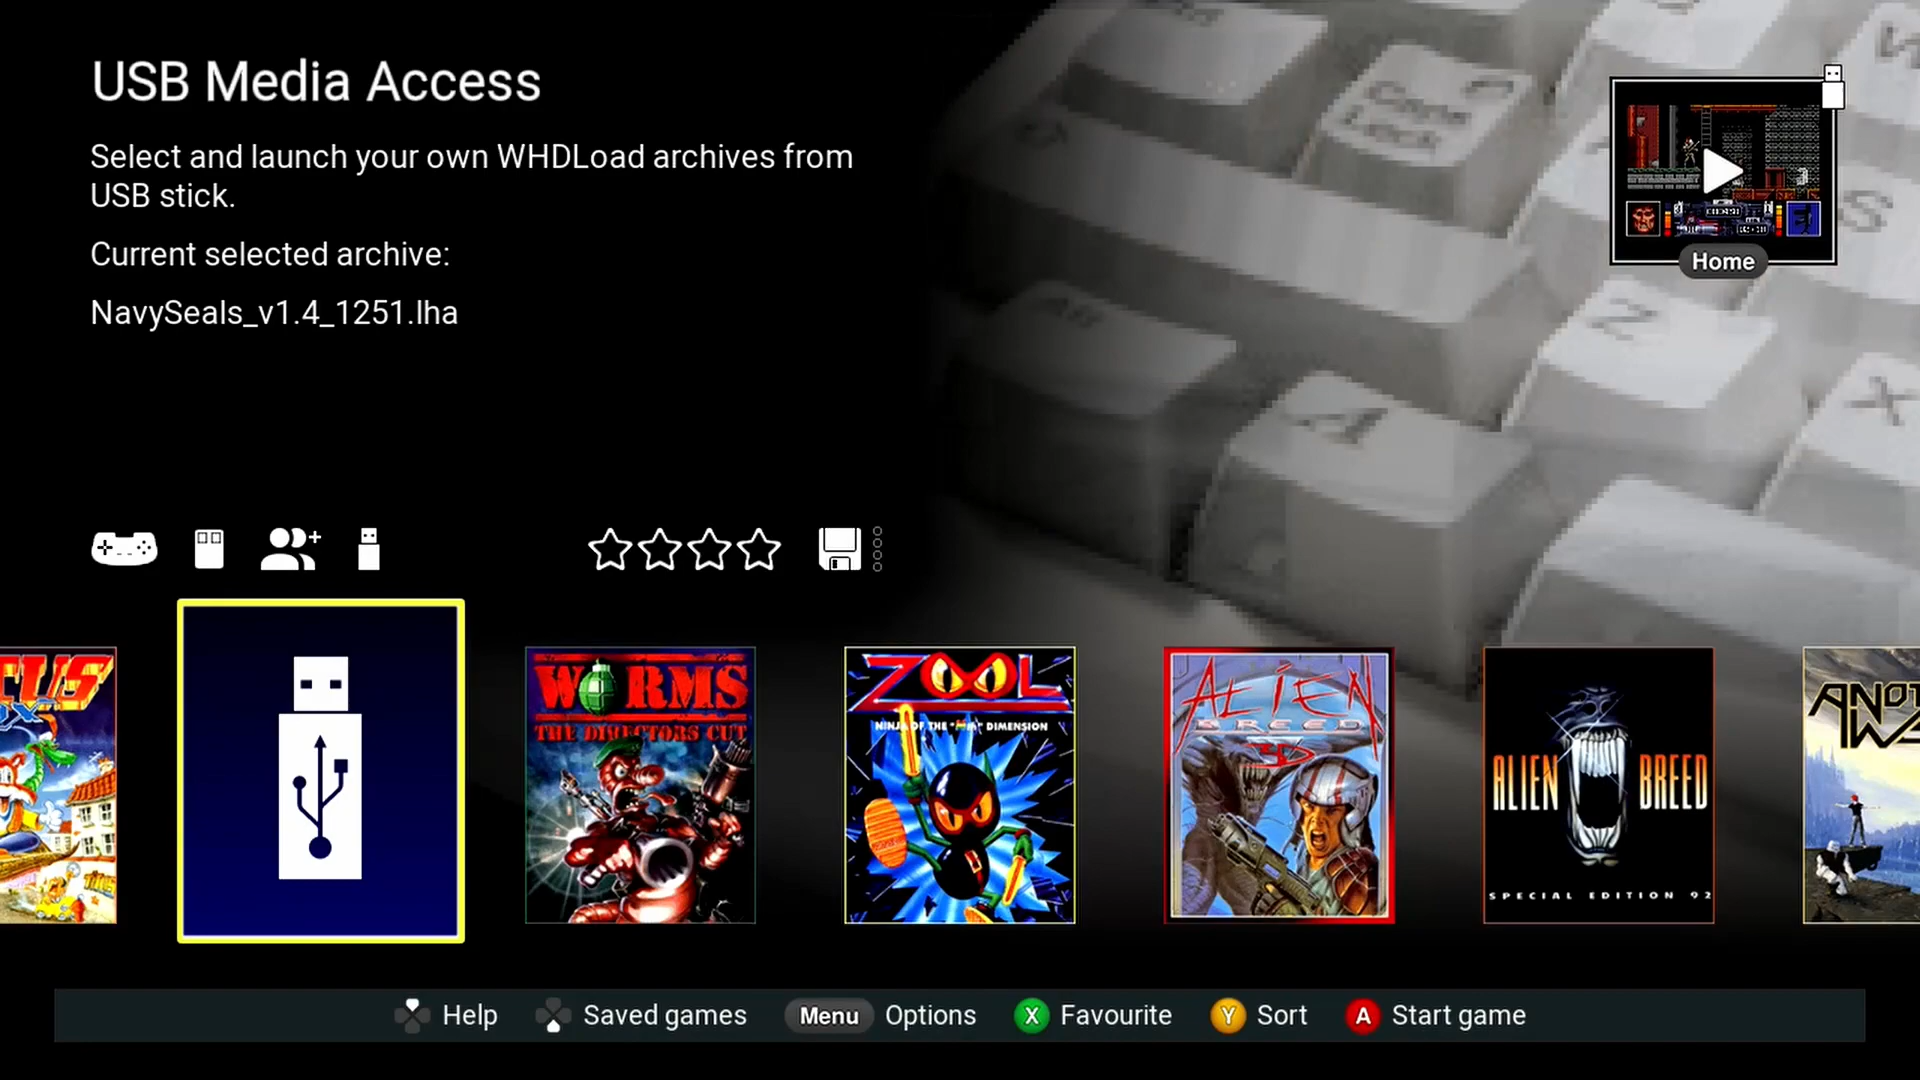 USB Media Access
Select and launch your own WHDLoad archives from
USB stick.
Current selected archive:
NavySeals_v1.4_1251.lha
Home
Z
X
S
A
WORMS
THE DIRECTORS CUT
ZOOL
NINJA OF THE "Nth" DIMENSION
ALIEN
BREED
3D
ALIEN BREED
SPECIAL EDITION 92
Help
Saved games
Menu Options
X Favourite
Y Sort
A Start game